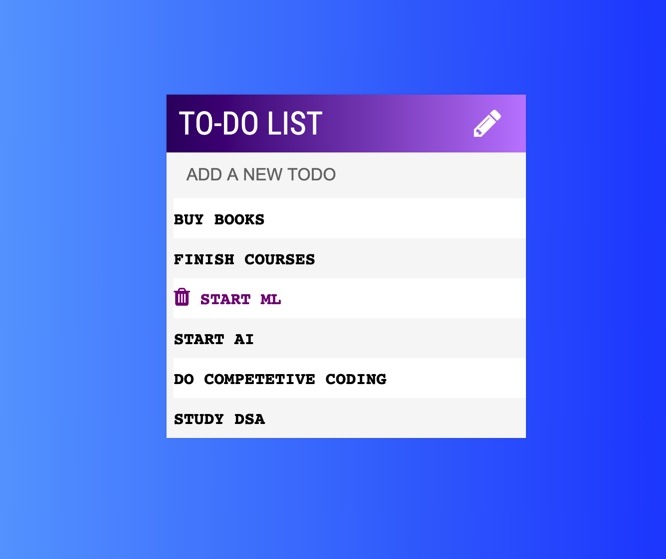 TO-DO LIST
ADD A NEW TODO
BUY BOOKS
FINISH COURSES
START ML
START AI
DO COMPETETIVE CODING
STUDY DSA